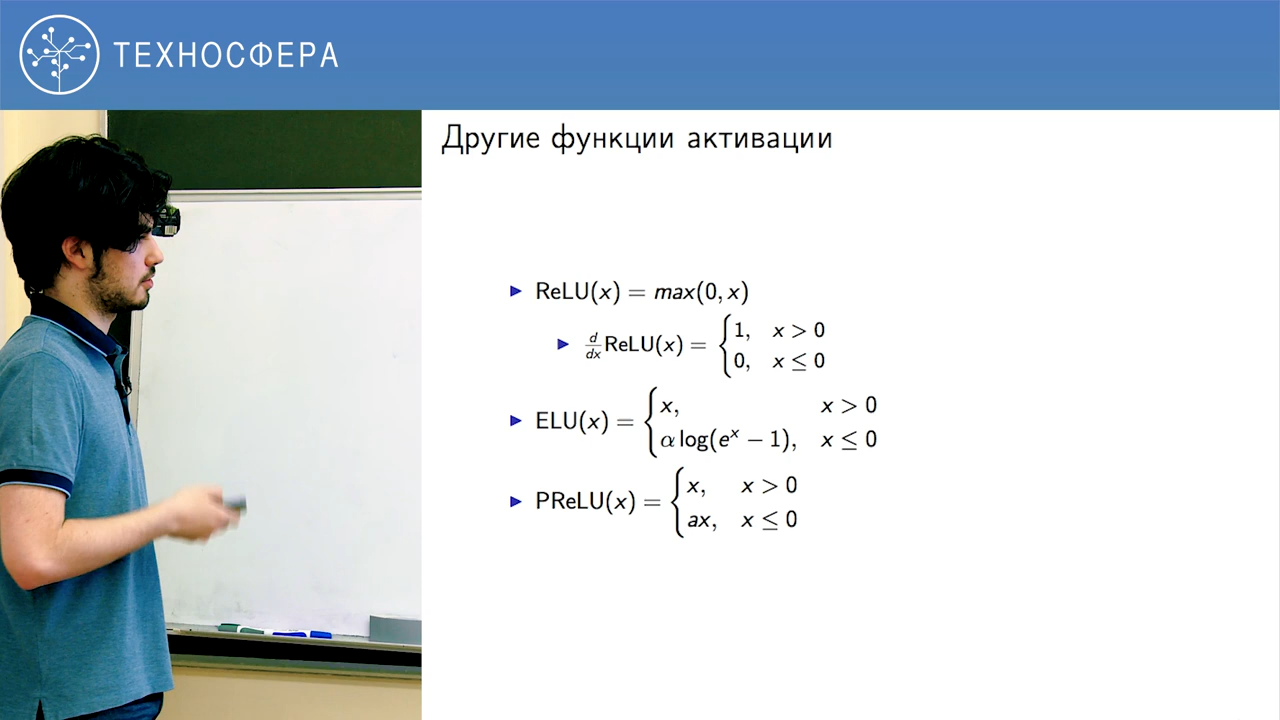 ТЕХНОСФЕРА
Другие функции активации
ReLU(x) = max(0, x)
d/dx ReLU(x) = {1, x > 0
0, x ≤ 0
ELU(x) = {x, x > 0
α log(eˣ − 1), x ≤ 0
PReLU(x) = {x, x > 0
ax, x ≤ 0